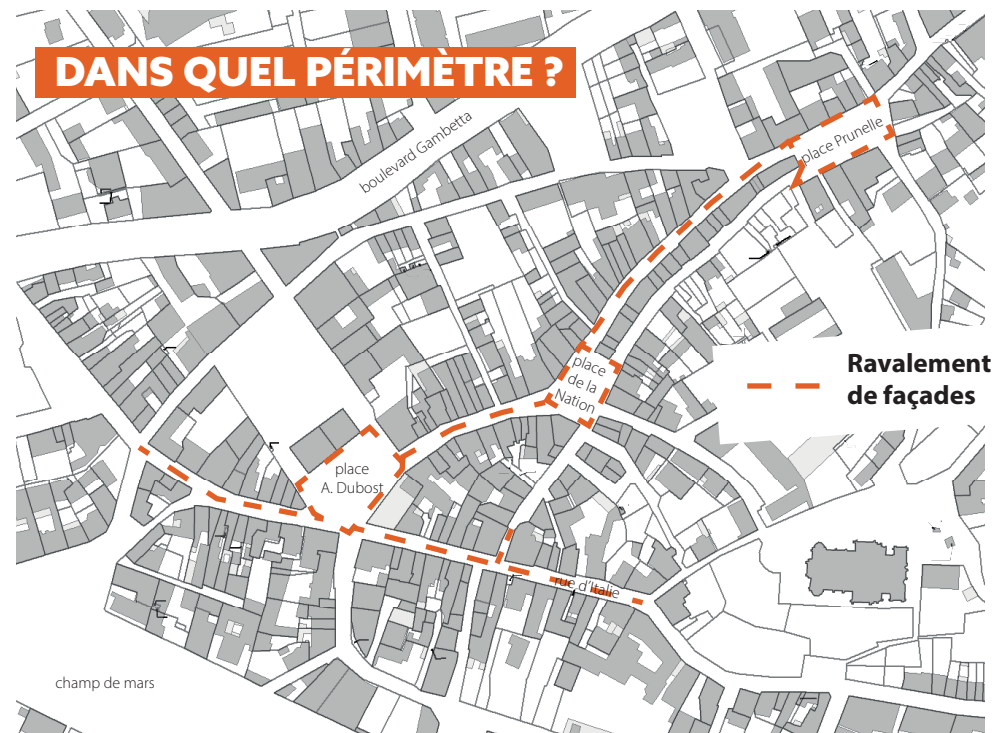 DANS QUEL PÉRIMÈTRE ?
boulevard Gambetta
place Prunelle
place
de la
Nation
Ravalement
de façades
place
A. Dubost
rue d'Italie
champ de mars